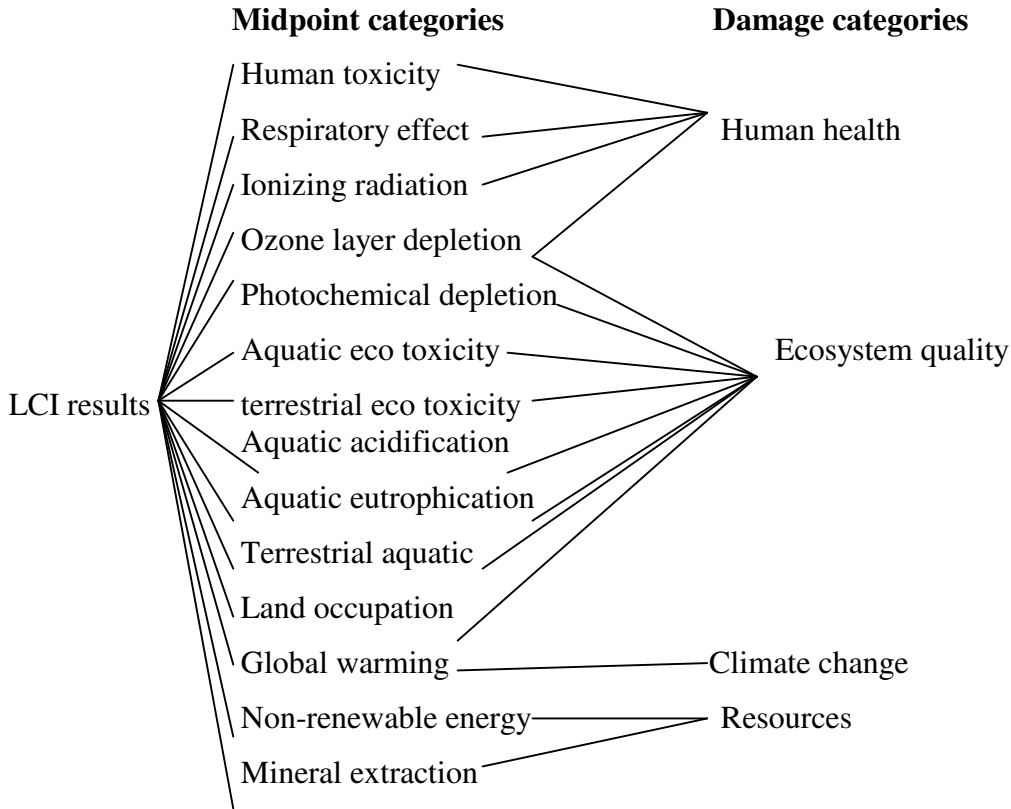 Midpoint categories
Damage categories
Human toxicity
Respiratory effect
Human health
Ionizing radiation
Ozone layer depletion
Photochemical depletion
Aquatic eco toxicity
Ecosystem quality
LCI results
terrestrial eco toxicity
Aquatic acidification
Aquatic eutrophication
Terrestrial aquatic
Land occupation
Global warming
Climate change
Non-renewable energy
Resources
Mineral extraction